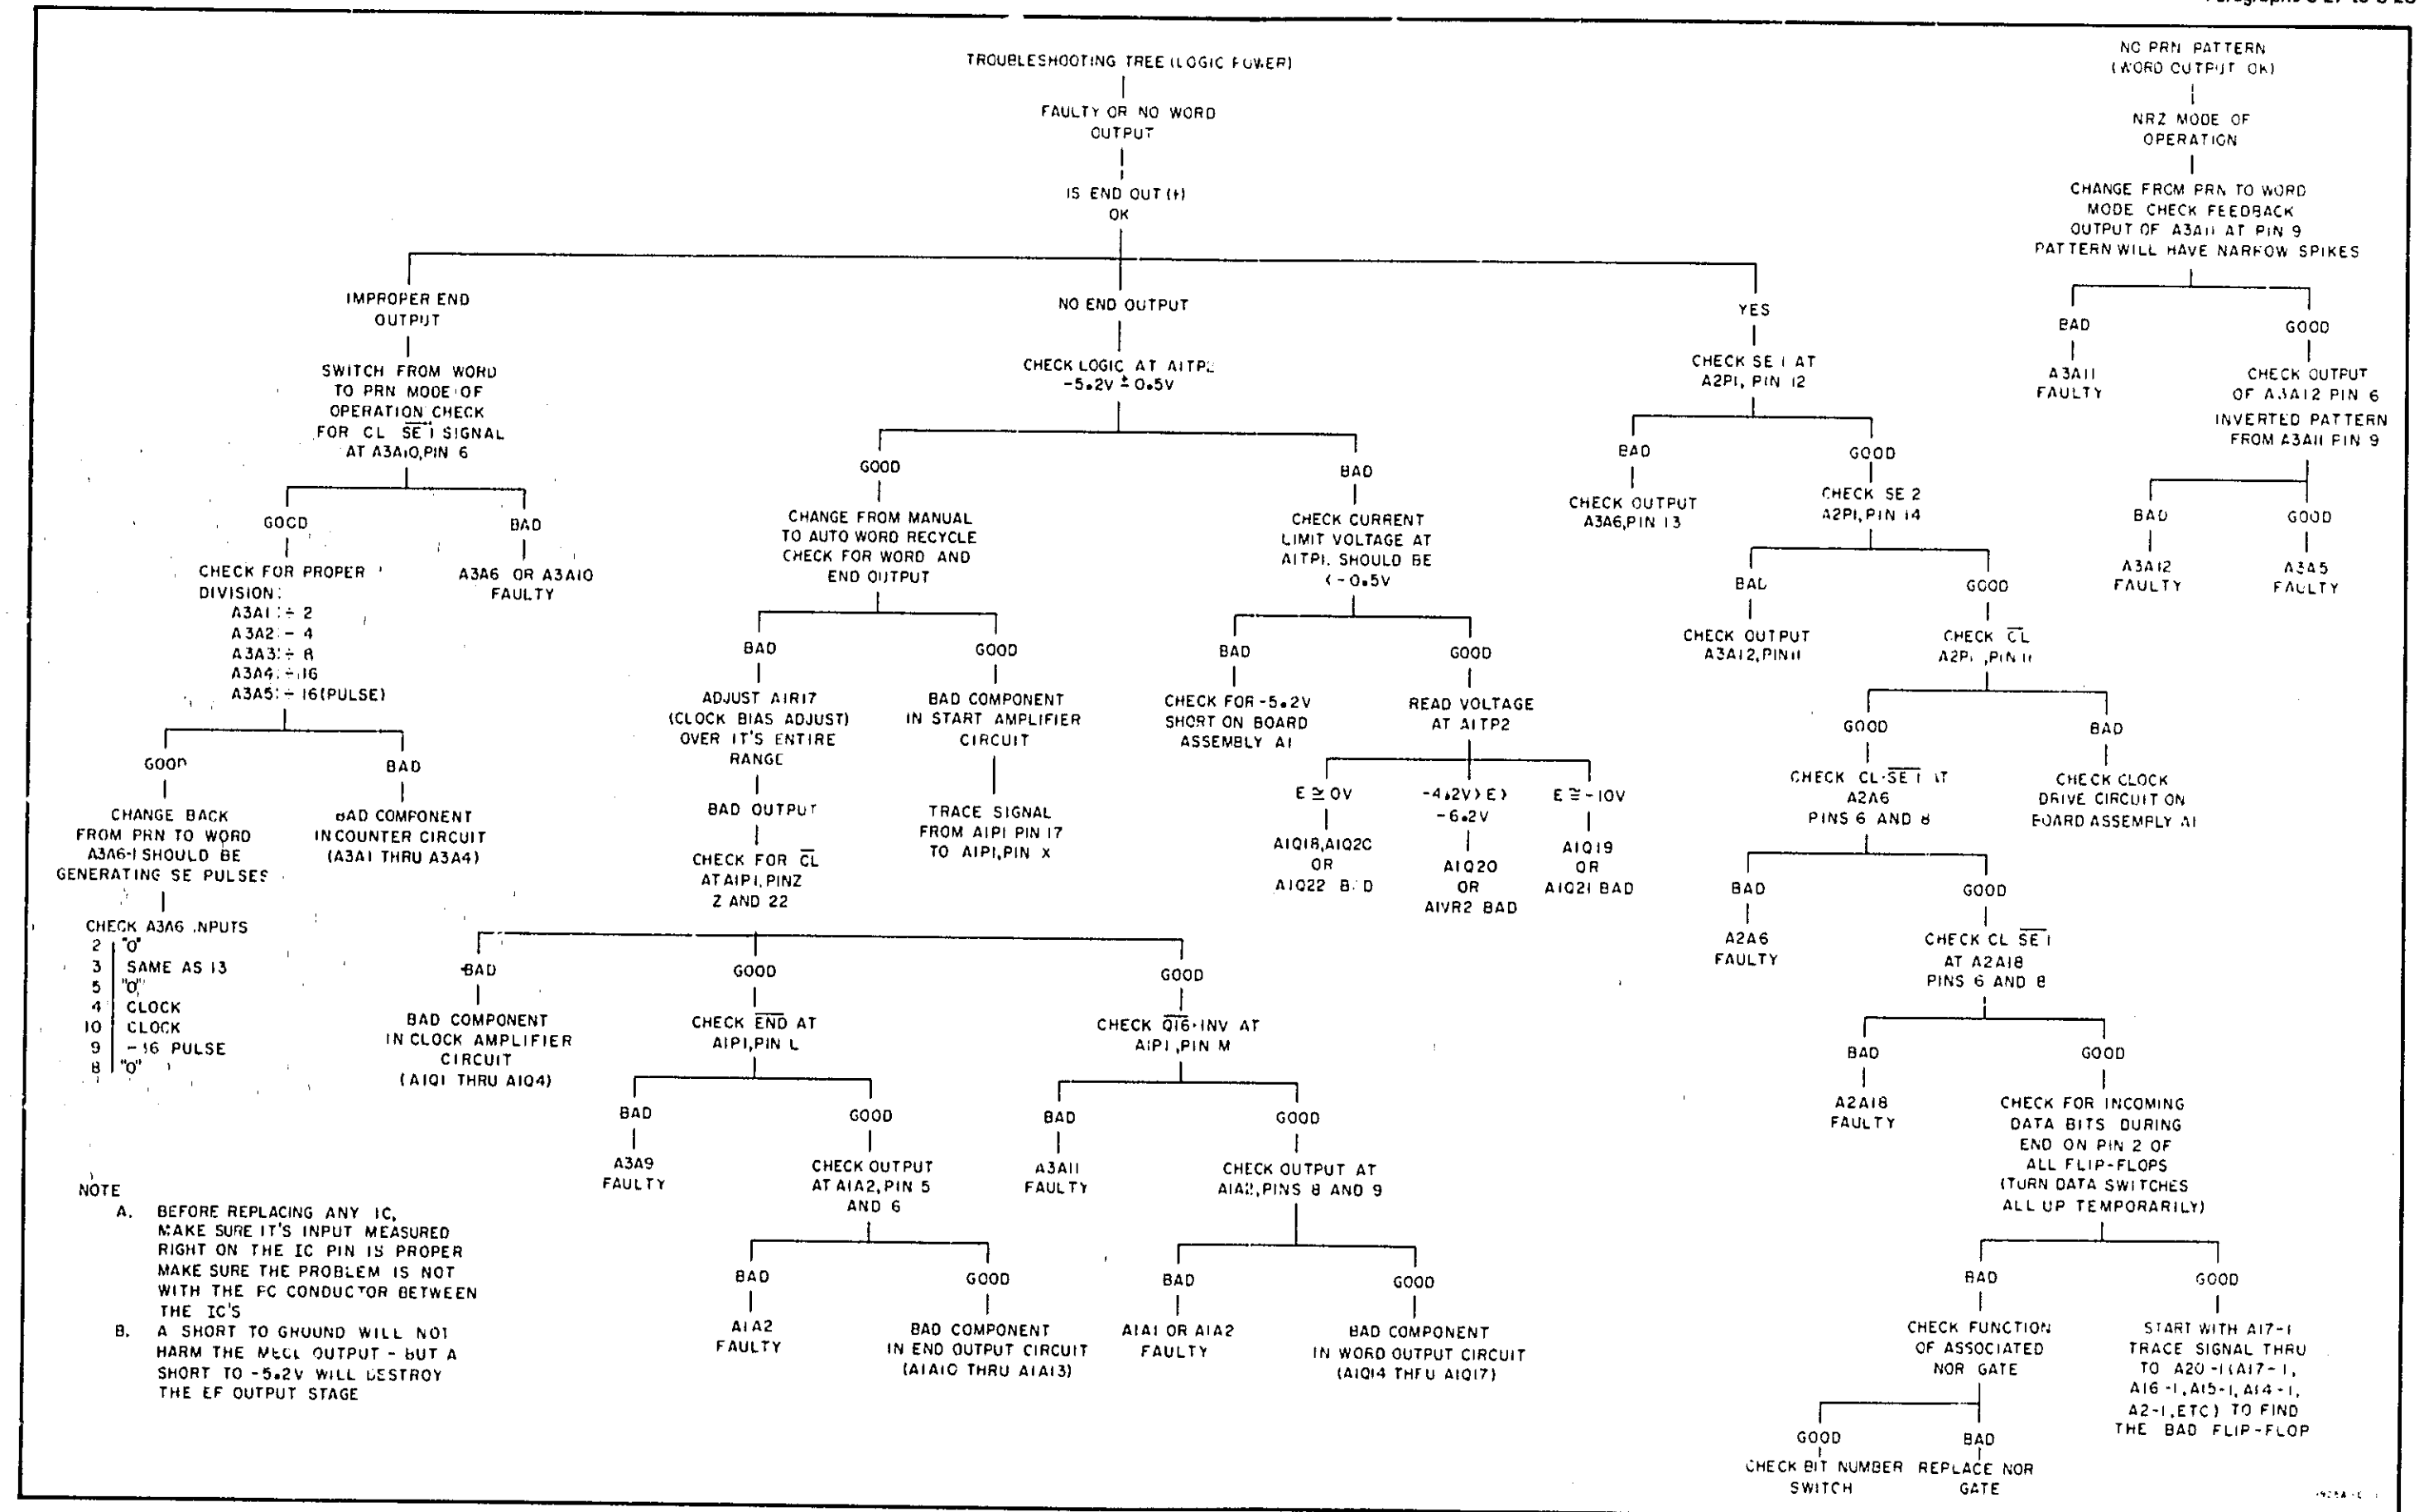 TROUBLESHOOTING TREE (LOGIC POWER)
FAULTY OR NO WORD
OUTPUT
IS END OUT (+)
OK
IMPROPER END
OUTPUT
SWITCH FROM WORD
TO PRN MODE OF
OPERATION CHECK
FOR CL S̅E̅ 1̅ SIGNAL
AT A3A10, PIN 6
GOOD
BAD
CHECK FOR PROPER
DIVISION:
A3A1 : ÷ 2
A3A2 : - 4
A3A3 : ÷ 8
A3A4 : ÷ 16
A3A5 : ÷ 16 (PULSE)
A3A6 OR A3A10
FAULTY
GOOD
BAD
CHANGE BACK
FROM PRN TO WORD
A3A6-1 SHOULD BE
GENERATING SE PULSES
BAD COMPONENT
IN COUNTER CIRCUIT
(A3A1 THRU A3A4)
CHECK A3A6 INPUTS
2 "0"
3 SAME AS 13
5 "0"
4 CLOCK
10 CLOCK
9 -16 PULSE
8 "0"
NO END OUTPUT
CHECK LOGIC AT A1TP2
-5.2V ± 0.5V
GOOD
BAD
CHANGE FROM MANUAL
TO AUTO WORD RECYCLE
CHECK FOR WORD AND
END OUTPUT
CHECK CURRENT
LIMIT VOLTAGE AT
A1TP1. SHOULD BE
< -0.5V
BAD
GOOD
ADJUST A1R17
(CLOCK BIAS ADJUST)
OVER IT'S ENTIRE
RANGE
BAD OUTPUT
CHECK FOR C̅L̅
AT A1P1, PINZ
Z AND 22
BAD COMPONENT
IN START AMPLIFIER
CIRCUIT
TRACE SIGNAL
FROM A1P1 PIN 17
TO A1P1, PIN X
BAD
GOOD
CHECK FOR -5.2V
SHORT ON BOARD
ASSEMBLY A1
READ VOLTAGE
AT A1TP2
E ≅ 0V
-4.2V > E >
-6.2V
E ≅ -10V
A1Q18, A1Q20
OR
A1Q22 BAD
A1Q20
OR
A1VR2 BAD
A1Q19
OR
A1Q21 BAD
BAD
GOOD
GOOD
BAD COMPONENT
IN CLOCK AMPLIFIER
CIRCUIT
(A1Q1 THRU A1Q4)
CHECK E̅N̅D̅ AT
A1P1, PIN L
CHECK Q̅1̅6̅·INV AT
A1P1, PIN M
BAD
GOOD
BAD
GOOD
A3A9
FAULTY
CHECK OUTPUT
AT A1A2, PIN 5
AND 6
A3A11
FAULTY
CHECK OUTPUT AT
A1A2, PINS 8 AND 9
BAD
GOOD
BAD
GOOD
A1A2
FAULTY
BAD COMPONENT
IN END OUTPUT CIRCUIT
(A1A10 THRU A1A13)
A1A1 OR A1A2
FAULTY
BAD COMPONENT
IN WORD OUTPUT CIRCUIT
(A1Q14 THRU A1Q17)
YES
CHECK SE 1 AT
A2P1, PIN 12
BAD
GOOD
CHECK OUTPUT
A3A6, PIN 13
CHECK SE 2
A2P1, PIN 14
BAD
GOOD
CHECK OUTPUT
A3A12, PIN 11
CHECK C̅L̅
A2P1, PIN 11
GOOD
BAD
CHECK CL·S̅E̅ 1̅ AT
A2A6
PINS 6 AND 8
CHECK CLOCK
DRIVE CIRCUIT ON
BOARD ASSEMBLY A1
BAD
GOOD
A2A6
FAULTY
CHECK CL S̅E̅ 1̅
AT A2A18
PINS 6 AND 8
BAD
GOOD
A2A18
FAULTY
CHECK FOR INCOMING
DATA BITS DURING
END ON PIN 2 OF
ALL FLIP-FLOPS
(TURN DATA SWITCHES
ALL UP TEMPORARILY)
BAD
GOOD
CHECK FUNCTION
OF ASSOCIATED
NOR GATE
START WITH A17-1
TRACE SIGNAL THRU
TO A20-1 (A17-1,
A16-1, A15-1, A14-1,
A2-1, ETC) TO FIND
THE BAD FLIP-FLOP
GOOD
BAD
CHECK BIT NUMBER
SWITCH
REPLACE NOR
GATE
NO PRN PATTERN
(WORD OUTPUT OK)
NRZ MODE OF
OPERATION
CHANGE FROM PRN TO WORD
MODE CHECK FEEDBACK
OUTPUT OF A3A11 AT PIN 9
PATTERN WILL HAVE NARROW SPIKES
BAD
GOOD
A3A11
FAULTY
CHECK OUTPUT
OF A3A12 PIN 6
INVERTED PATTERN
FROM A3A11 PIN 9
BAD
GOOD
A3A12
FAULTY
A3A5
FAULTY
NOTE
A. BEFORE REPLACING ANY IC,
MAKE SURE IT'S INPUT MEASURED
RIGHT ON THE IC PIN IS PROPER
MAKE SURE THE PROBLEM IS NOT
WITH THE PC CONDUCTOR BETWEEN
THE IC'S
B. A SHORT TO GROUND WILL NOT
HARM THE MECL OUTPUT - BUT A
SHORT TO -5.2V WILL DESTROY
THE EF OUTPUT STAGE